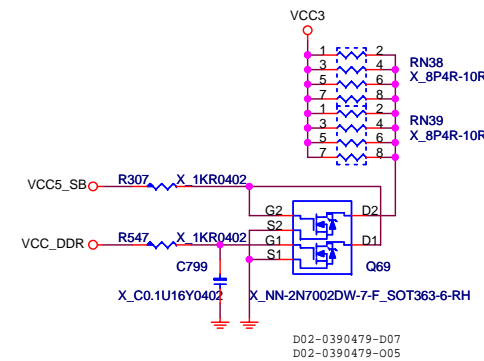 VCC3
1 2
3 4
5 6
7 8
RN38
X_8P4R-10R
1 2
3 4
5 6
7 8
RN39
X_8P4R-10R
VCC5_SB
R307
X_1KR0402
VCC_DDR
R547
X_1KR0402
G2
S2
G1
S1
D2
D1
C799
Q69
X_C0.1U16Y0402
X_NN-2N7002DW-7-F_SOT363-6-RH
D02-0390479-D07
D02-0390479-O05